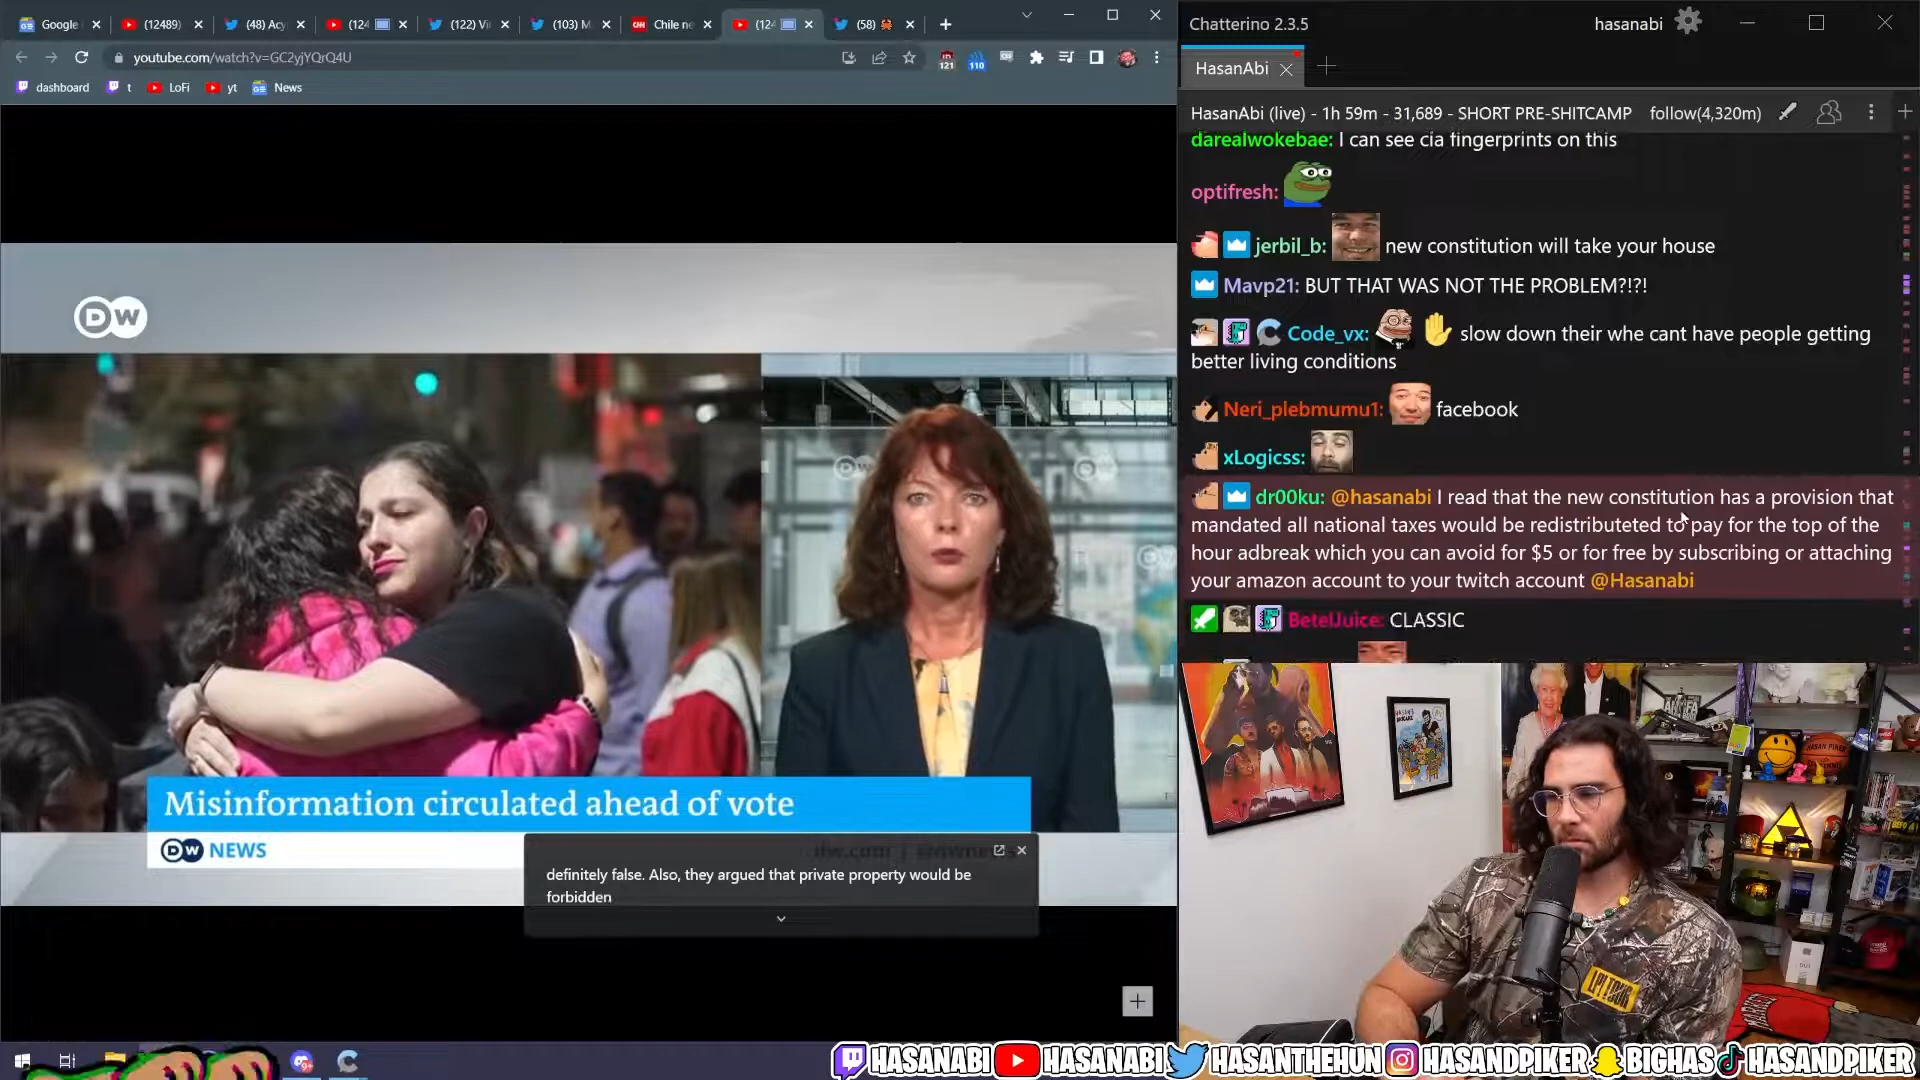 Google
(12489)
(48) Acy
(124
(122) Vi
(103) M
Chile ne
(124
(58)
youtube.com/watch?v=GC2yjYQrQ4U
121
110
dashboard
t
LoFi
yt
News
DW
Misinformation circulated ahead of vote
DW NEWS
definitely false. Also, they argued that private property would be
forbidden
Chatterino 2.3.5
hasanabi
HasanAbi
HasanAbi (live) - 1h 59m - 31,689 - SHORT PRE-SHITCAMP
follow(4,320m)
darealwokebae: I can see cia fingerprints on this
optifresh:
jerbil_b: new constitution will take your house
Mavp21: BUT THAT WAS NOT THE PROBLEM?!?!
Code_vx: slow down their whe cant have people getting
better living conditions
Neri_plebmumu1: facebook
xLogicss:
dr00ku: @hasanabi I read that the new constitution has a provision that
mandated all national taxes would be redistributeted to pay for the top of the
hour adbreak which you can avoid for $5 or for free by subscribing or attaching
your amazon account to your twitch account @Hasanabi
BetelJuice: CLASSIC
HASAN PIKER
HASANABI HASANABI HASANTHEHUN HASANDPIKER BIGHAS HASANDPIKER